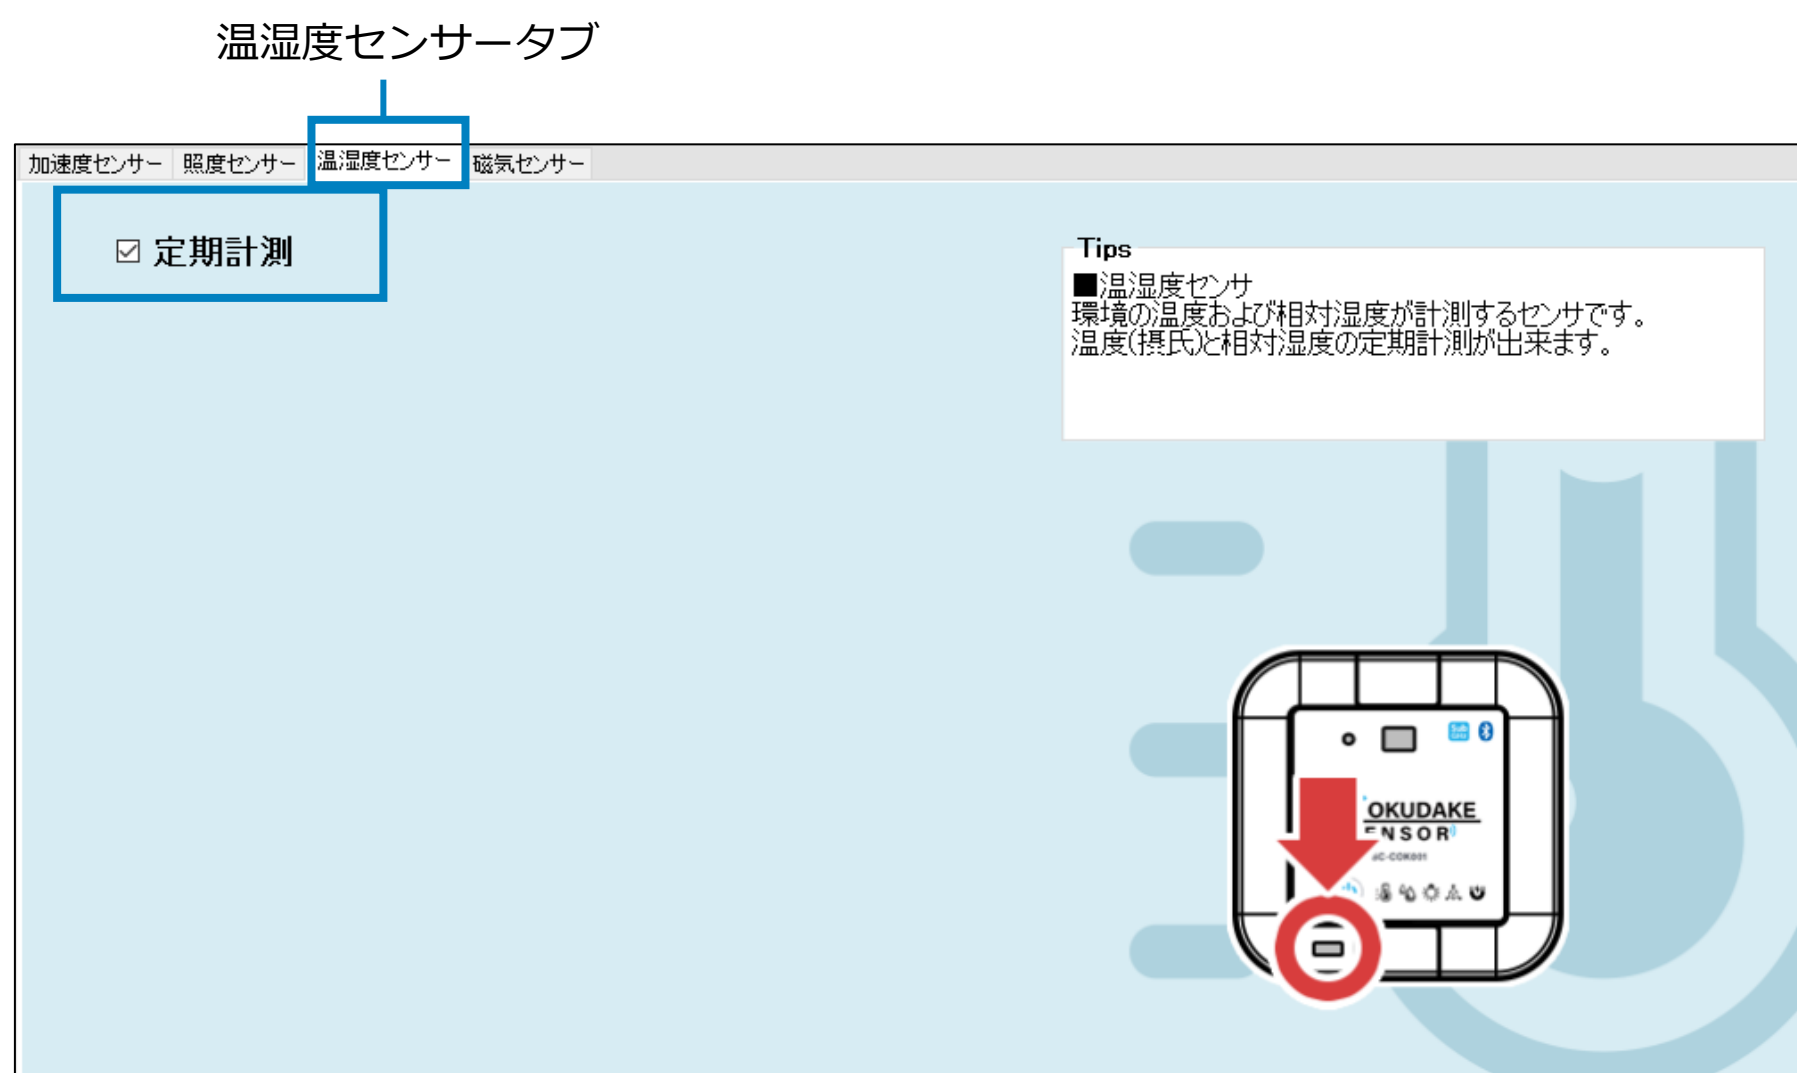 温湿度センサータブ
加速度センサー 照度センサー 温湿度センサー 磁気センサー
定期計測
Tips
■温湿度センサ
環境の温度および相対湿度が計測するセンサです。
温度(摂氏)と相対湿度の定期計測が出来ます。
Sub
OKUDAKE
ENSOR